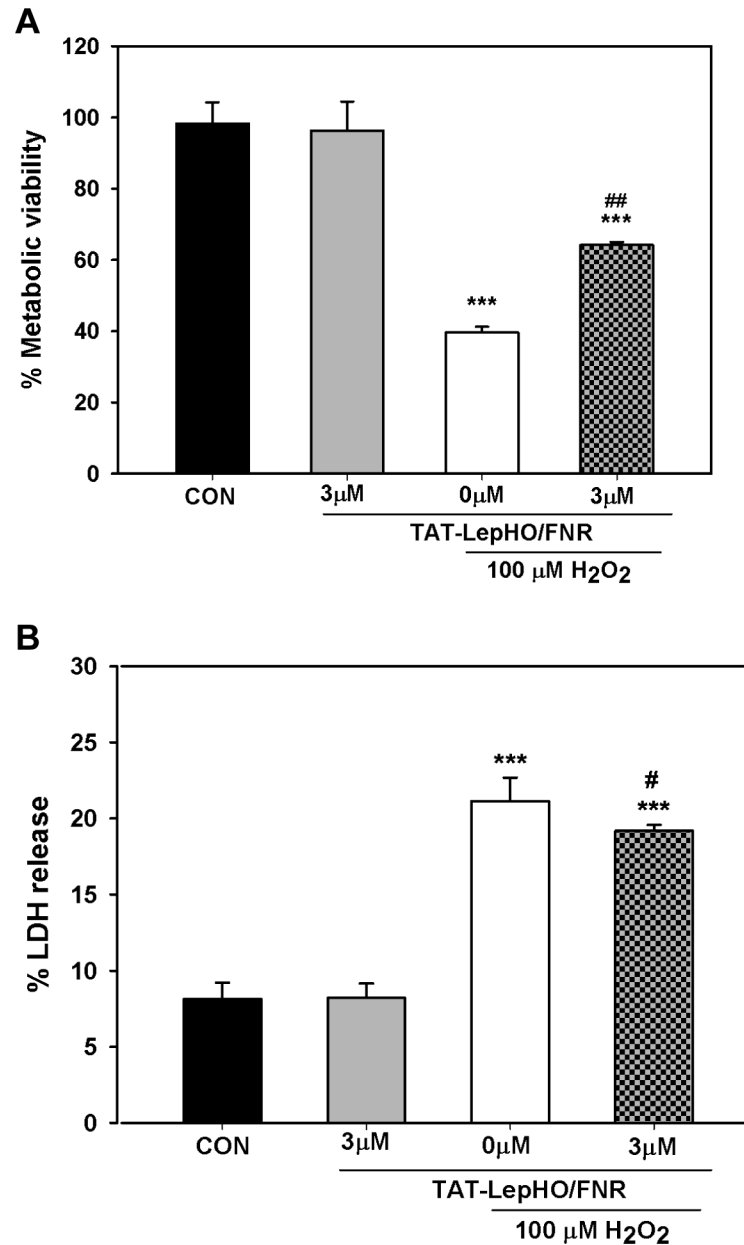 A
120
100
80
60
40
20
0
% Metabolic viability
##
***
***
CON 3μM 0μM 3μM
TAT-LepHO/FNR
100 μM H₂O₂
B
30
25
20
15
10
5
0
% LDH release
***
#
***
CON 3μM 0μM 3μM
TAT-LepHO/FNR
100 μM H₂O₂